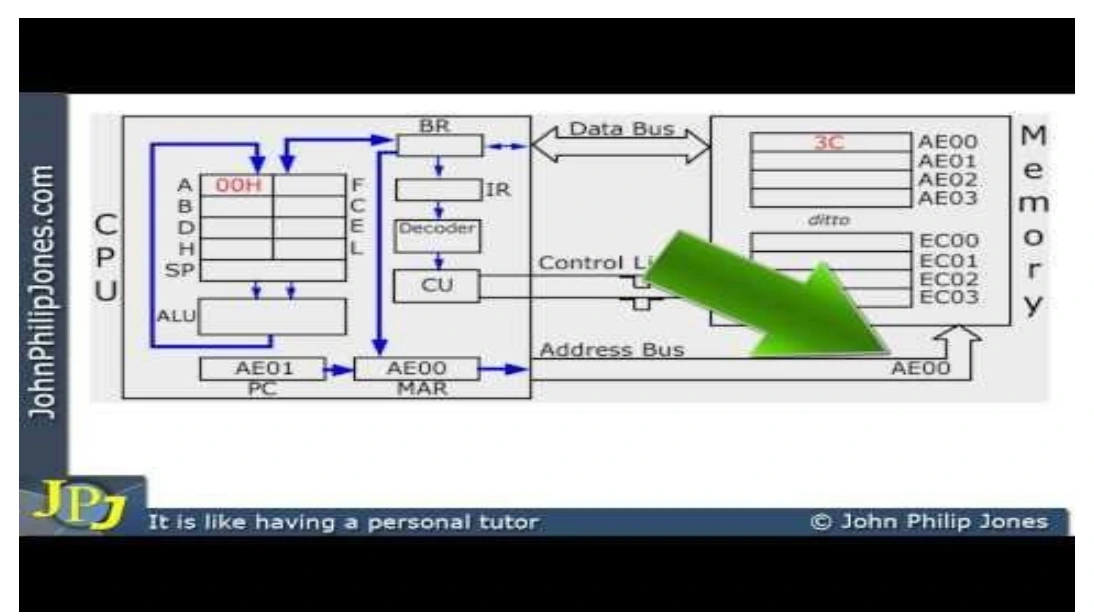 JohnPhilipJones.com
CPU
BR
Data Bus
3C AE00
AE01
AE02
AE03
ditto
EC00
EC01
EC02
EC03
Memory
A 00H F
B C
D E
H L
SP
IR
Decoder
CU
Control Li
ALU
Address Bus
AE01
PC
AE00
MAR
AE00
JPJ
It is like having a personal tutor
© John Philip Jones